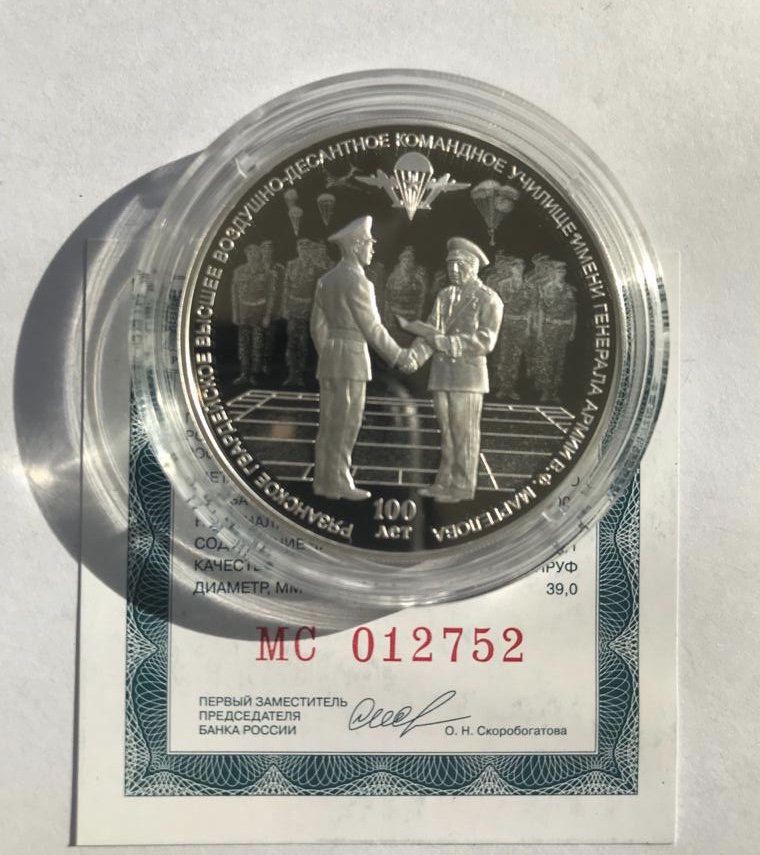 РЯЗАНСКОЕ ГВАРДЕЙСКОЕ ВЫСШЕЕ ВОЗДУШНО-ДЕСАНТНОЕ КОМАНДНОЕ УЧИЛИЩЕ ИМЕНИ ГЕНЕРАЛА АРМИИ В.Ф. МАРГЕЛОВА
100
лет
КАЧЕСТ
ДИАМЕТР, ММ
39,0
МС 012752
ПЕРВЫЙ ЗАМЕСТИТЕЛЬ
ПРЕДСЕДАТЕЛЯ
БАНКА РОССИИ
О. Н. Скоробогатова